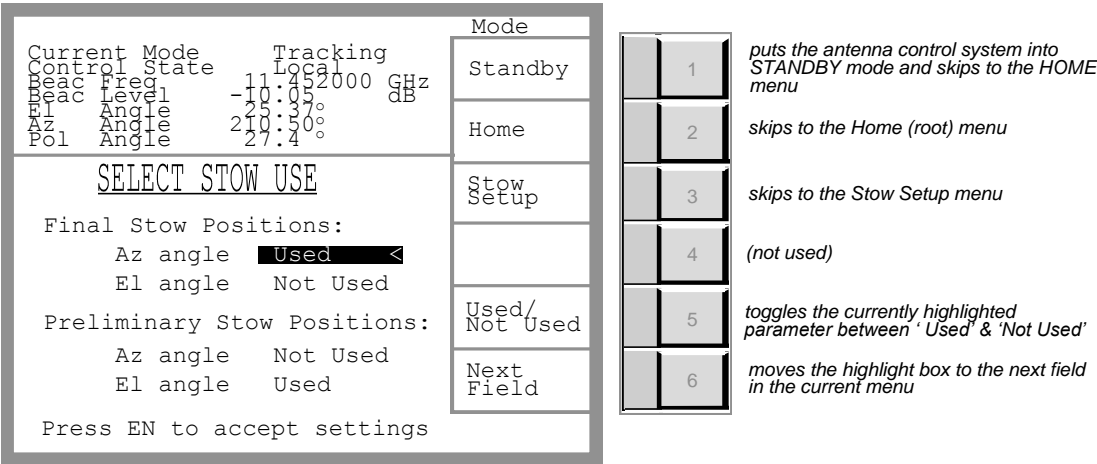 Mode
Current Mode Tracking
Control State Local
Beac Freq 11.452000 GHz
Beac Level -10.05 dB
El Angle 25.37°
Az Angle 210.50°
Pol Angle 27.4 °
Standby
Home
Stow
Setup
Used/
Not Used
Next
Field
SELECT STOW USE
Final Stow Positions:
Az angle Used <
El angle Not Used
Preliminary Stow Positions:
Az angle Not Used
El angle Used
Press EN to accept settings
1
puts the antenna control system into
STANDBY mode and skips to the HOME
menu
2
skips to the Home (root) menu
3
skips to the Stow Setup menu
4
(not used)
5
toggles the currently highlighted
parameter between ‘ Used’ & ‘Not Used’
6
moves the highlight box to the next field
in the current menu